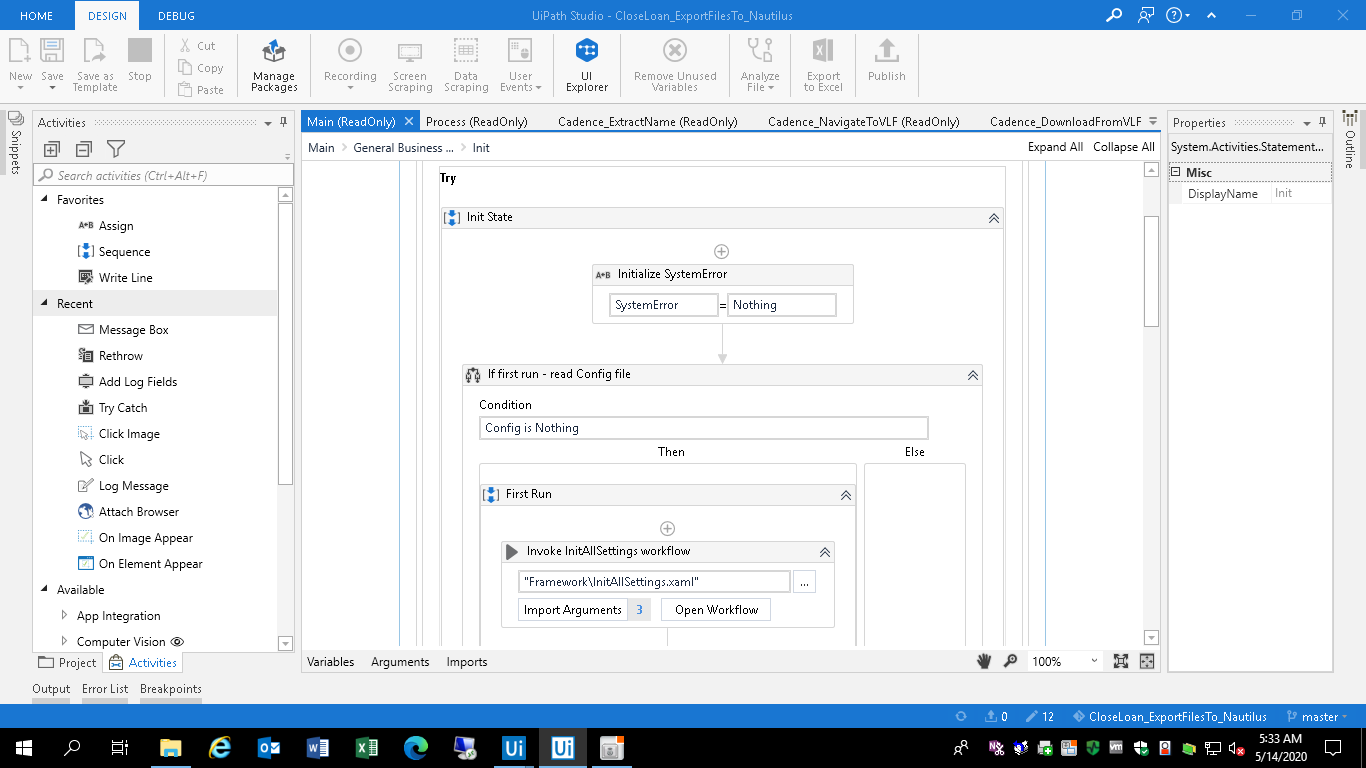 HOME DESIGN DEBUG UiPath Studio - CloseLoan_ExportFilesTo_Nautilus
New Save Save as Template Stop
Cut
Copy
Paste
Manage Packages
Recording
Screen Scraping
Data Scraping
User Events
UI Explorer
Remove Unused Variables
Analyze File
Export to Excel
Publish
Snippets
Activities
Search activities (Ctrl+Alt+F)
Favorites
A+B Assign
Sequence
Write Line
Recent
Message Box
Rethrow
Add Log Fields
Try Catch
Click Image
Click
Log Message
Attach Browser
On Image Appear
On Element Appear
Available
App Integration
Computer Vision
Project Activities
Output Error List Breakpoints
Main (ReadOnly) Process (ReadOnly) Cadence_ExtractName (ReadOnly) Cadence_NavigateToVLF (ReadOnly) Cadence_DownloadFromVLF
Main > General Business ... > Init Expand All Collapse All
Try
Init State
A+B Initialize SystemError
SystemError = Nothing
If first run - read Config file
Condition
Config is Nothing
Then Else
First Run
Invoke InitAllSettings workflow
"Framework\InitAllSettings.xaml" ...
Import Arguments 3 Open Workflow
Variables Arguments Imports 100%
Properties
System.Activities.Statement...
Misc
DisplayName Init
Outline
0 12 CloseLoan_ExportFilesTo_Nautilus master
Ui Ui
5:33 AM
5/14/2020